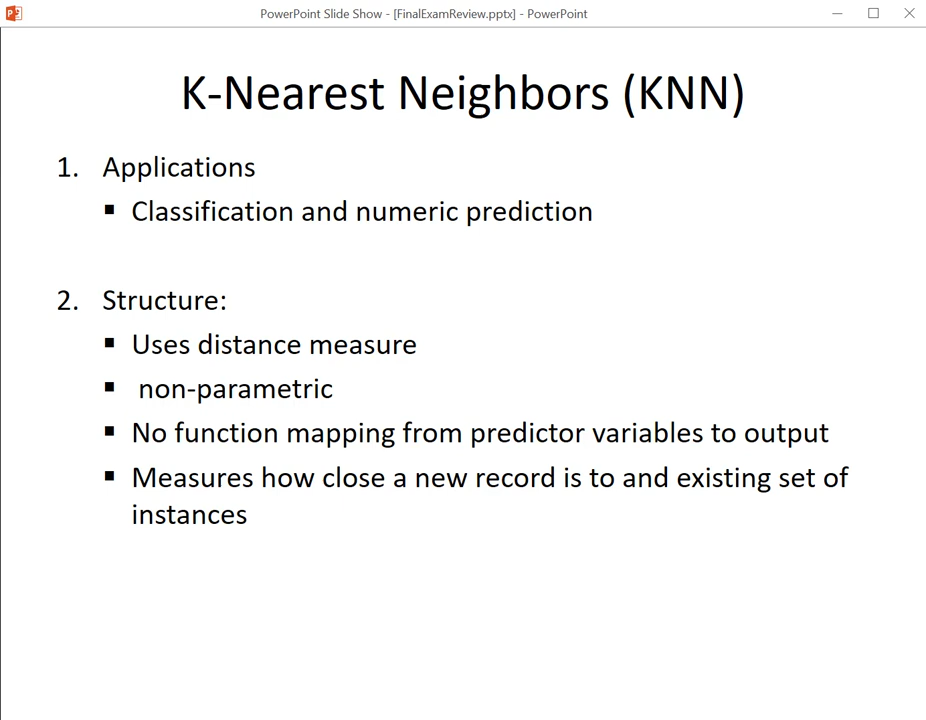 PowerPoint Slide Show - [FinalExamReview.pptx] - PowerPoint
K-Nearest Neighbors (KNN)
1. Applications
▪ Classification and numeric prediction
2. Structure:
▪ Uses distance measure
▪ non-parametric
▪ No function mapping from predictor variables to output
▪ Measures how close a new record is to and existing set of
instances